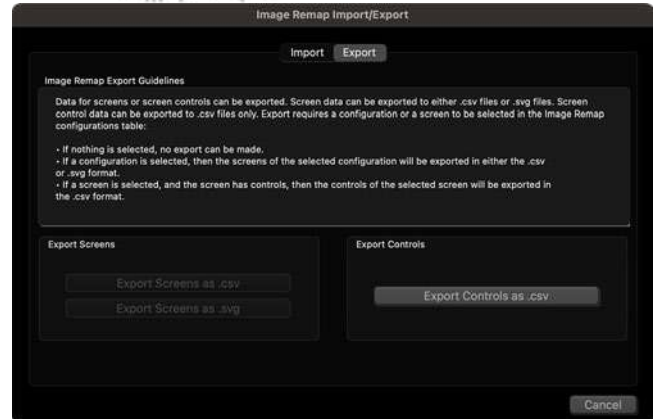 Image Remap Import/Export
Import Export
Image Remap Export Guidelines
Data for screens or screen controls can be exported. Screen data can be exported to either .csv files or .svg files. Screen
control data can be exported to .csv files only. Export requires a configuration or a screen to be selected in the Image Remap
configurations table:
• If nothing is selected, no export can be made.
• If a configuration is selected, then the screens of the selected configuration will be exported in either the .csv
or .svg format.
• If a screen is selected, and the screen has controls, then the controls of the selected screen will be exported in
the .csv format.
Export Screens
Export Controls
Export Screens as .csv
Export Controls as .csv
Export Screens as .svg
Cancel